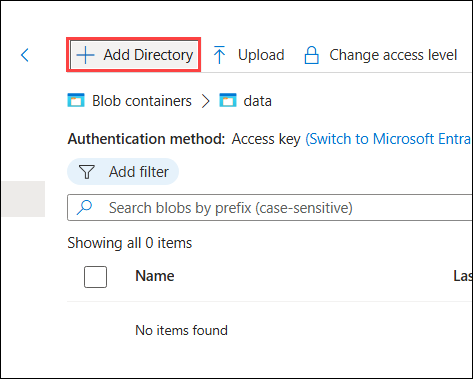 Add Directory Upload Change access level
Blob containers > data
Authentication method: Access key (Switch to Microsoft Entra
Add filter
Search blobs by prefix (case-sensitive)
Showing all 0 items
Name Las
No items found